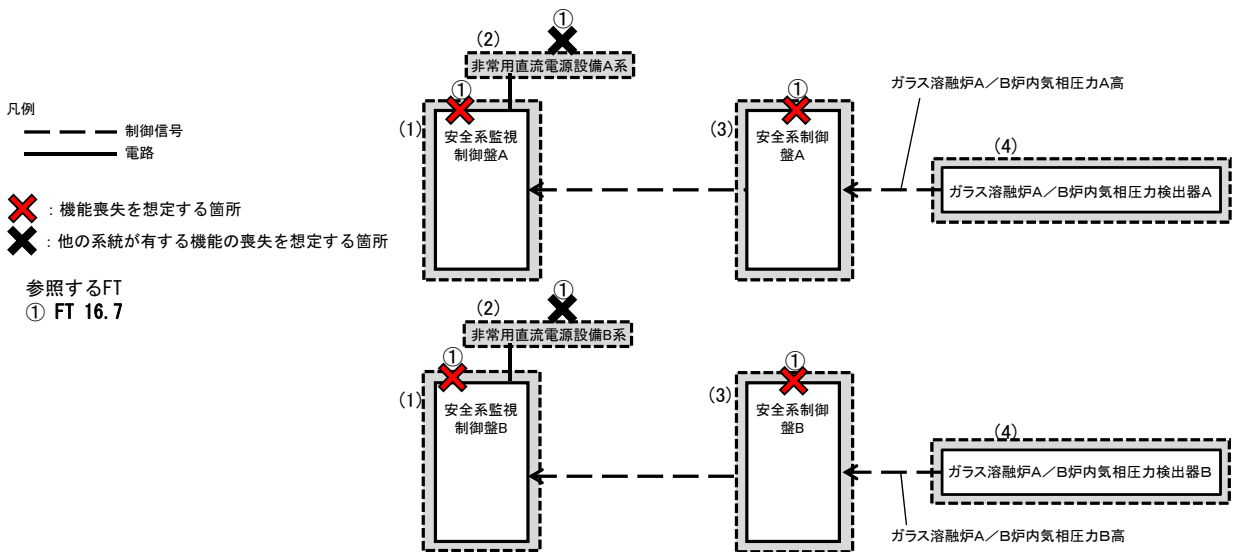 凡例
制御信号
電路
：機能喪失を想定する箇所
：他の系統が有する機能の喪失を想定する箇所
参照するFT
① FT 16.7
①
(2)
非常用直流電源設備A系
①
(1)
安全系監視
制御盤A
①
(3)
安全系制御
盤A
ガラス溶融炉A／B炉内気相圧力A高
(4)
ガラス溶融炉A／B炉内気相圧力検出器A
①
(2)
非常用直流電源設備B系
①
(1)
安全系監視
制御盤B
①
(3)
安全系制御
盤B
(4)
ガラス溶融炉A／B炉内気相圧力検出器B
ガラス溶融炉A／B炉内気相圧力B高